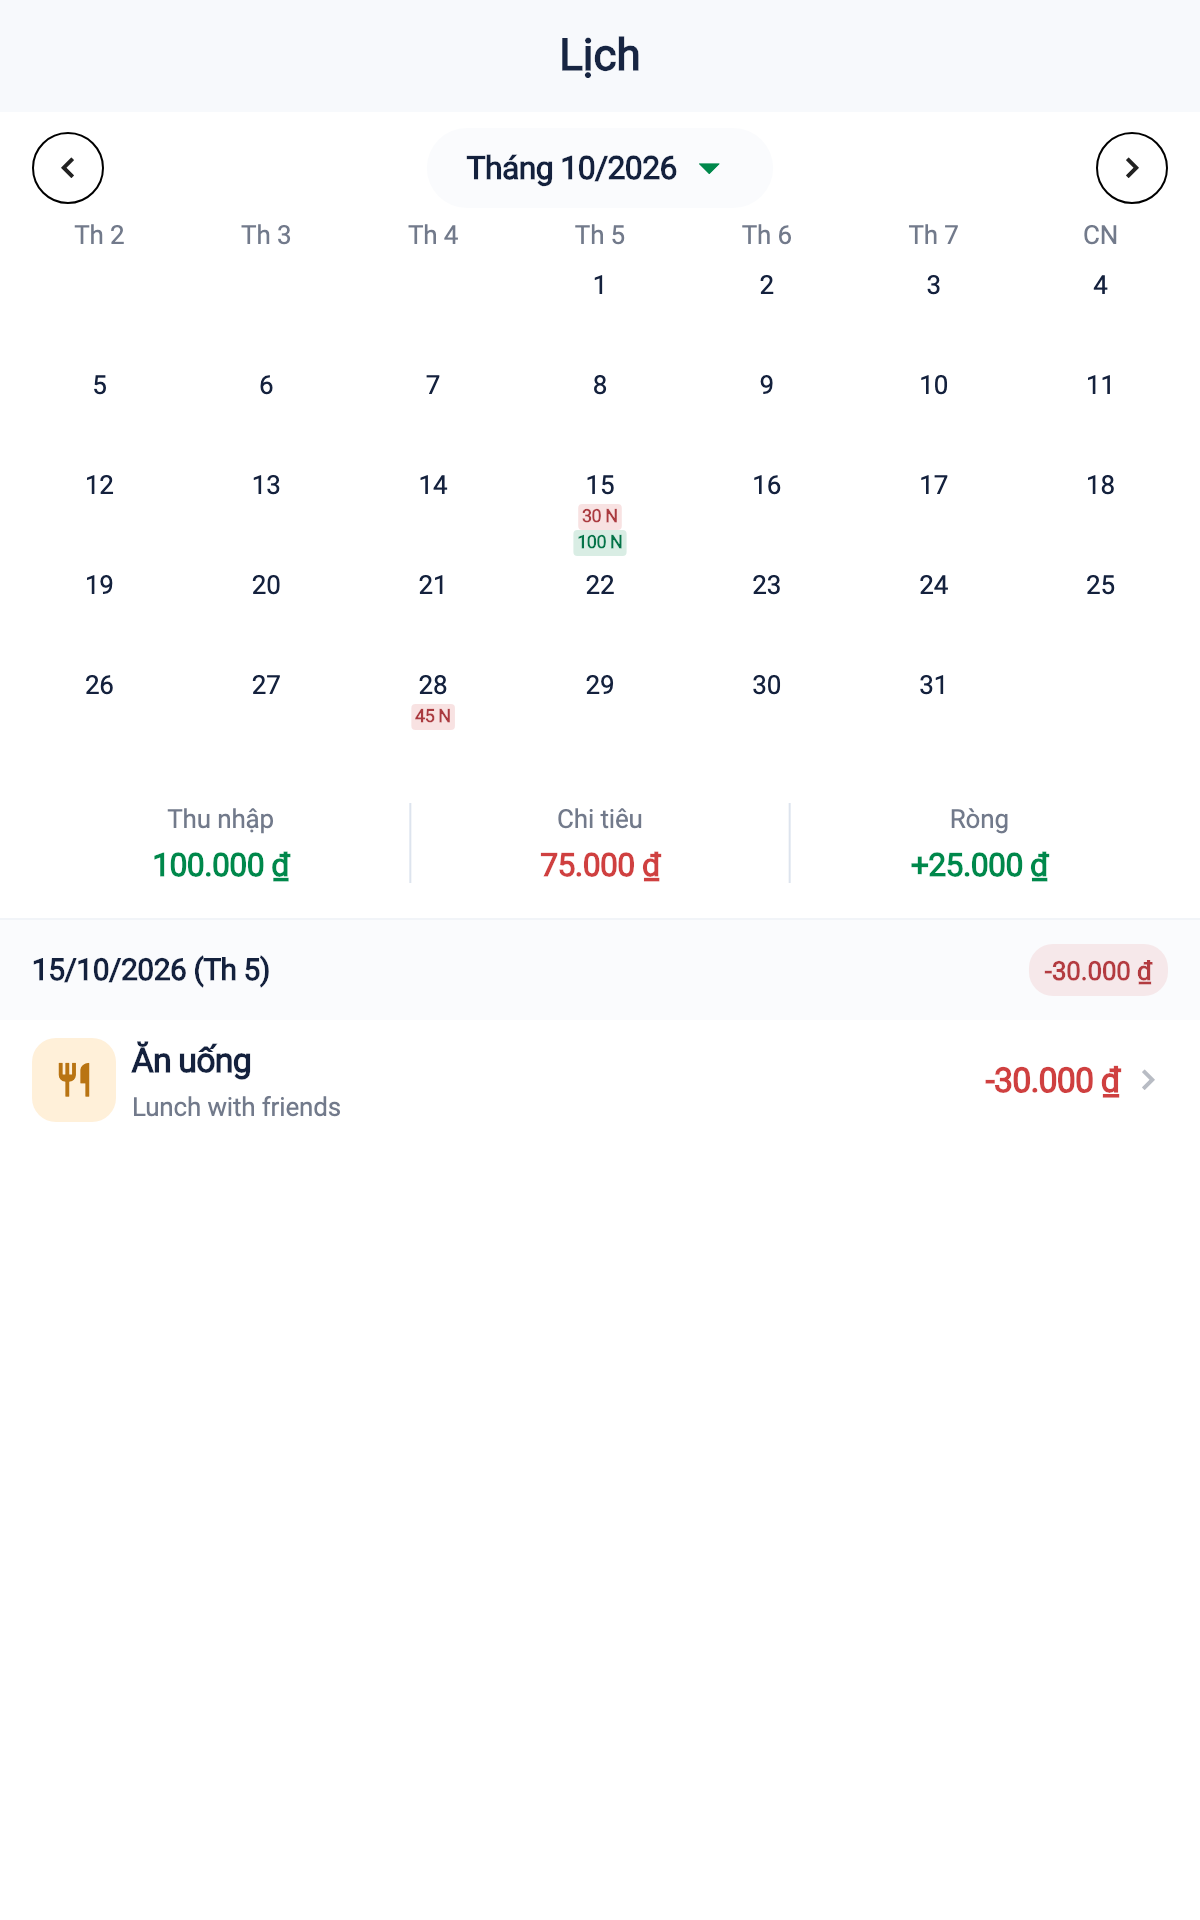 Lịch
Tháng 10/2026
Th 2 Th 3 Th 4 Th 5 Th 6 Th 7 CN
1 2 3 4
5 6 7 8 9 10 11
12 13 14 15 16 17 18
30 N
100 N
19 20 21 22 23 24 25
26 27 28 29 30 31
45 N
Thu nhập Chi tiêu Ròng
100.000 ₫ 75.000 ₫ +25.000 ₫
15/10/2026 (Th 5) -30.000 ₫
Ăn uống
Lunch with friends
-30.000 ₫